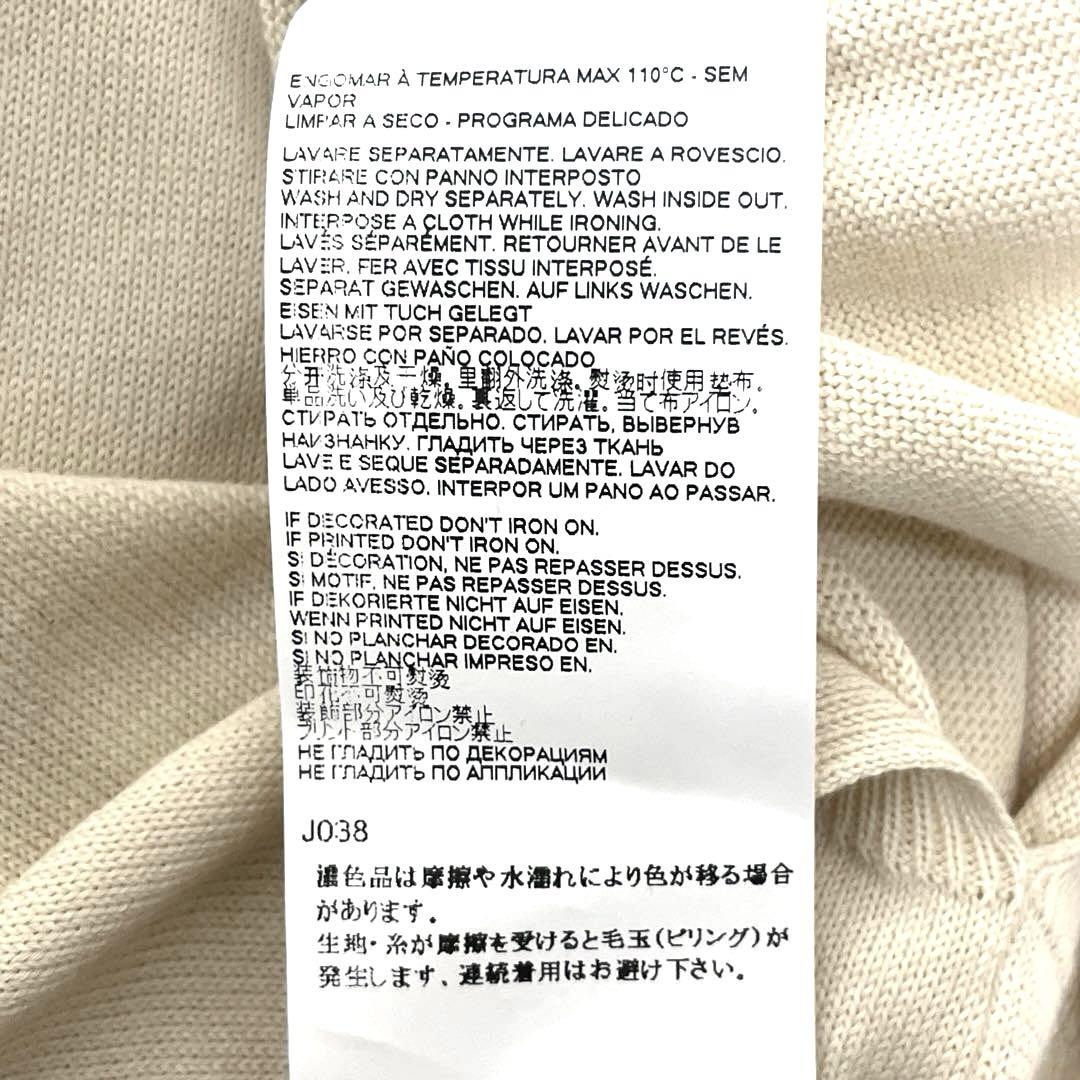 ENGOMAR À TEMPERATURA MAX 110°C - SEM
VAPOR
LIMPAR A SECO - PROGRAMA DELICADO
LAVARE SEPARATAMENTE. LAVARE A ROVESCIO.
STIRARE CON PANNO INTERPOSTO
WASH AND DRY SEPARATELY. WASH INSIDE OUT.
INTERPOSE A CLOTH WHILE IRONING.
LAVÉS SÉPARÉMENT. RETOURNER AVANT DE LE
LAVER. FER AVEC TISSU INTERPOSÉ.
SEPARAT GEWASCHEN. AUF LINKS WASCHEN.
EISEN MIT TUCH GELEGT
LAVARSE POR SEPARADO. LAVAR POR EL REVÉS.
HIERRO CON PAÑO COLOCADO
分开洗涤及干燥。里翻外洗涤。熨烫时使用垫布。
単品洗い及び乾燥。裏返して洗濯。当て布アイロン。
СТИРАТЬ ОТДЕЛЬНО. СТИРАТЬ, ВЫВЕРНУВ
НАИЗНАНКУ. ГЛАДИТЬ ЧЕРЕЗ ТКАНЬ
LAVE E SEQUE SEPARADAMENTE. LAVAR DO
LADO AVESSO. INTERPOR UM PANO AO PASSAR.
IF DECORATED DON'T IRON ON.
IF PRINTED DON'T IRON ON.
SI DÉCORATION, NE PAS REPASSER DESSUS.
SI MOTIF, NE PAS REPASSER DESSUS.
IF DEKORIERTE NICHT AUF EISEN.
WENN PRINTED NICHT AUF EISEN.
SI NO PLANCHAR DECORADO EN.
SI NO PLANCHAR IMPRESO EN.
装饰物不可熨烫
印花不可熨烫
装飾部分アイロン禁止
プリント部分アイロン禁止
НЕ ГЛАДИТЬ ПО ДЕКОРАЦИЯМ
НЕ ГЛАДИТЬ ПО АППЛИКАЦИИ
J038
濃色品は摩擦や水濡れにより色が移る場合
があります。
生地・糸が摩擦を受けると毛玉(ピリング)が
発生します、連続着用はお避け下さい。